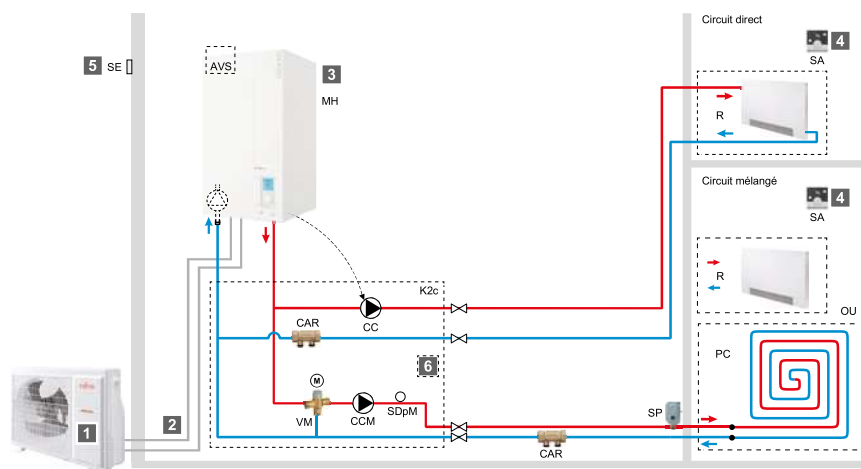 Circuit direct
4
SA
5 SE
AVS
3
MH
R
Circuit mélangé
4
SA
R
OU
K2c
CC
CAR
6
PC
M
SDpM
VM
CCM
SP
CAR
2
1
FUJITSU